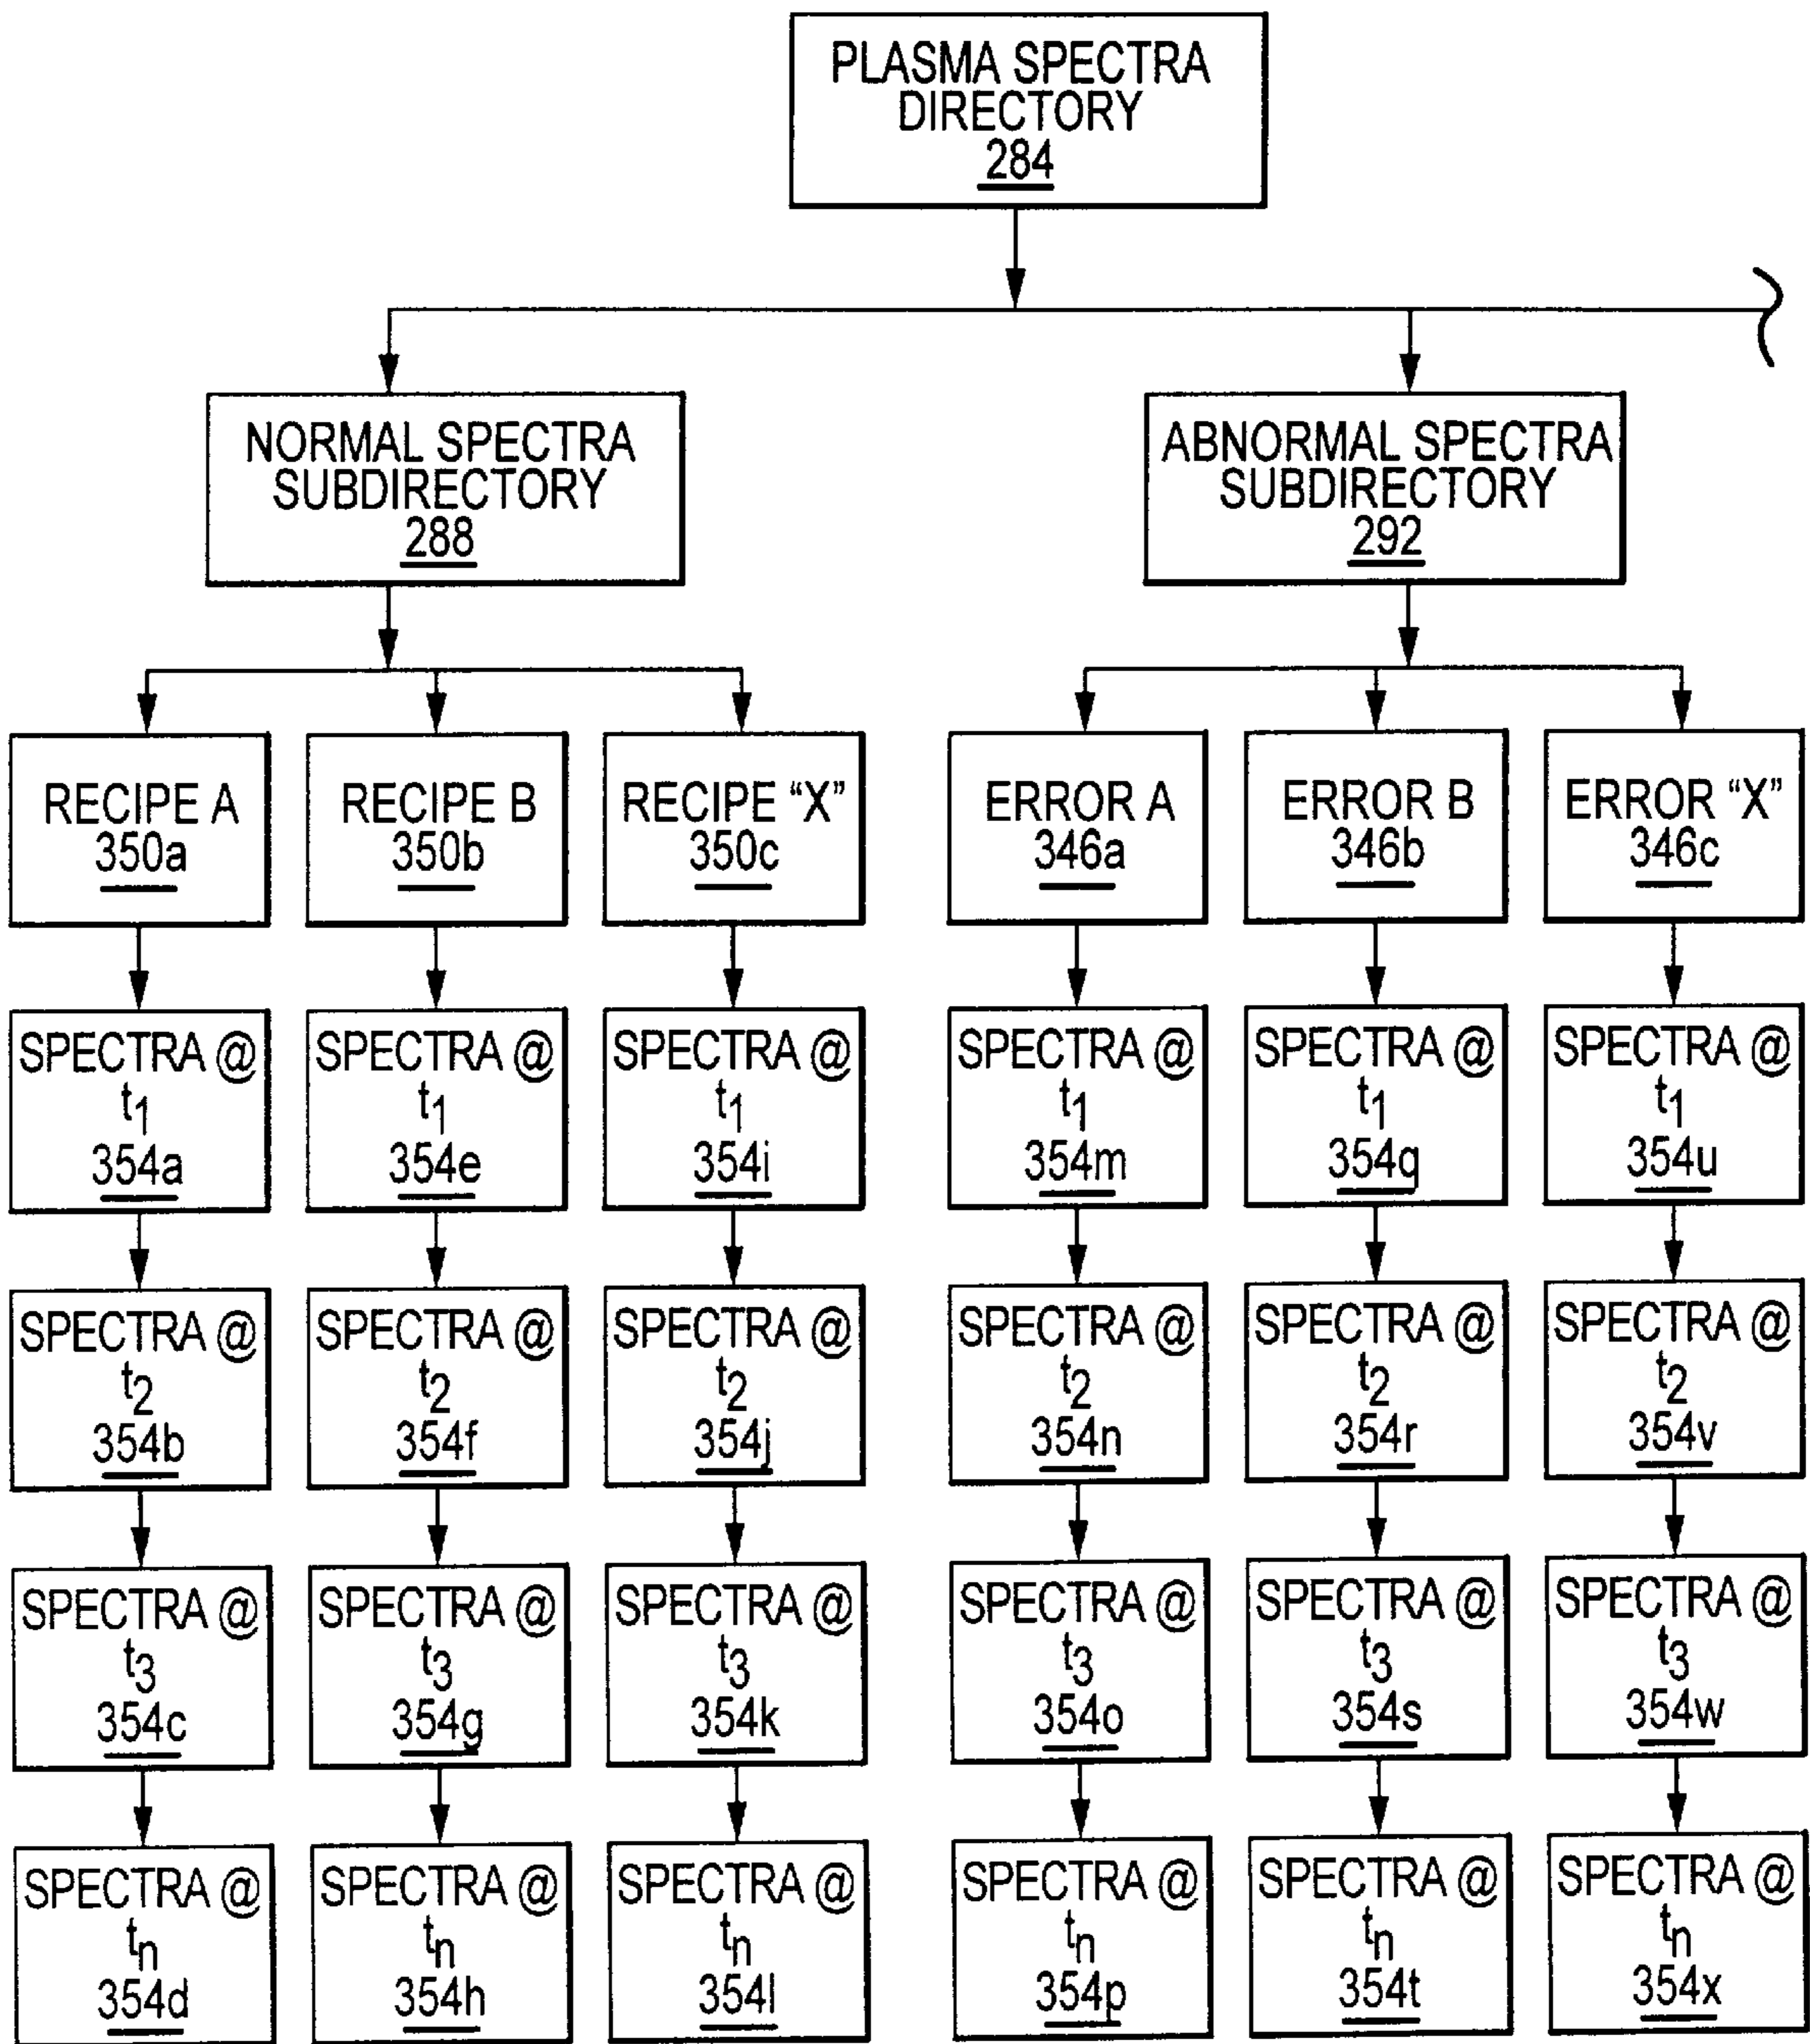 PLASMA SPECTRA
DIRECTORY
284
NORMAL SPECTRA
SUBDIRECTORY
288
ABNORMAL SPECTRA
SUBDIRECTORY
292
RECIPE A
350a
RECIPE B
350b
RECIPE “X”
350c
ERROR A
346a
ERROR B
346b
ERROR “X”
346c
SPECTRA @
t1
354a
SPECTRA @
t1
354e
SPECTRA @
t1
354i
SPECTRA @
t1
354m
SPECTRA @
t1
354q
SPECTRA @
t1
354u
SPECTRA @
t2
354b
SPECTRA @
t2
354f
SPECTRA @
t2
354j
SPECTRA @
t2
354n
SPECTRA @
t2
354r
SPECTRA @
t2
354v
SPECTRA @
t3
354c
SPECTRA @
t3
354g
SPECTRA @
t3
354k
SPECTRA @
t3
354o
SPECTRA @
t3
354s
SPECTRA @
t3
354w
SPECTRA @
tn
354d
SPECTRA @
tn
354h
SPECTRA @
tn
354l
SPECTRA @
tn
354p
SPECTRA @
tn
354t
SPECTRA @
tn
354x